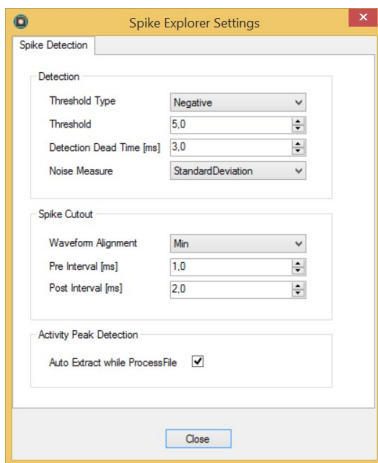 Spike Explorer Settings
Spike Detection
Detection
Threshold Type Negative
Threshold 5,0
Detection Dead Time [ms] 3,0
Noise Measure StandardDeviation
Spike Cutout
Waveform Alignment Min
Pre Interval [ms] 1,0
Post Interval [ms] 2,0
Activity Peak Detection
Auto Extract while ProcessFile
Close